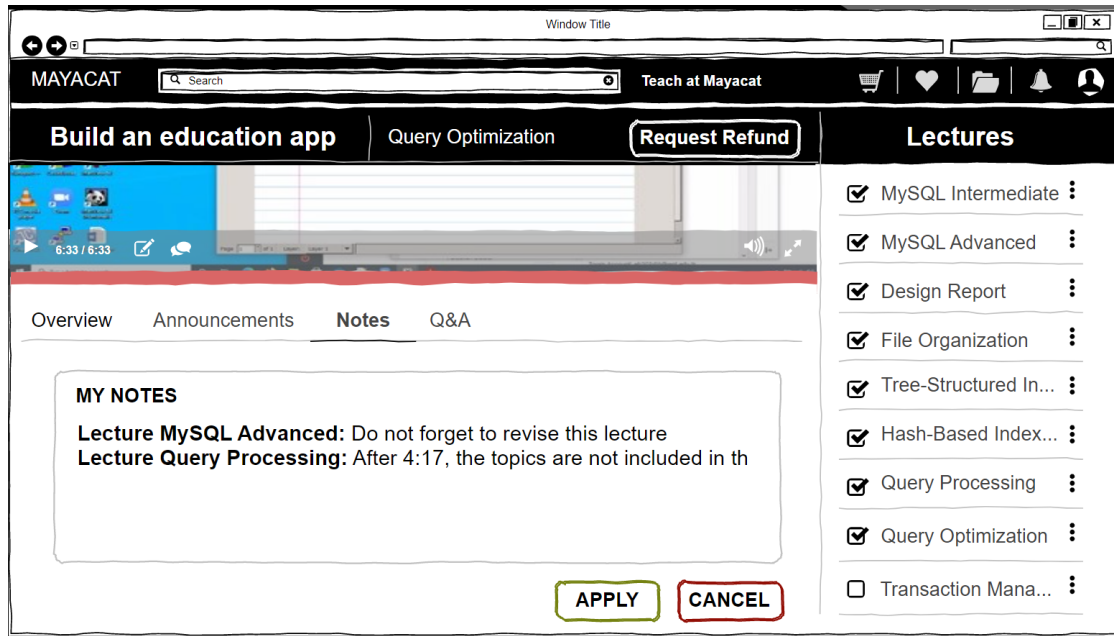 Window Title
MAYACAT
Search
Teach at Mayacat
Build an education app
Query Optimization
Request Refund
Lectures
6:33 / 6:33
Overview
Announcements
Notes
Q&A
MY NOTES
Lecture MySQL Advanced: Do not forget to revise this lecture
Lecture Query Processing: After 4:17, the topics are not included in th
APPLY
CANCEL
MySQL Intermediate
MySQL Advanced
Design Report
File Organization
Tree-Structured In...
Hash-Based Index...
Query Processing
Query Optimization
Transaction Mana...